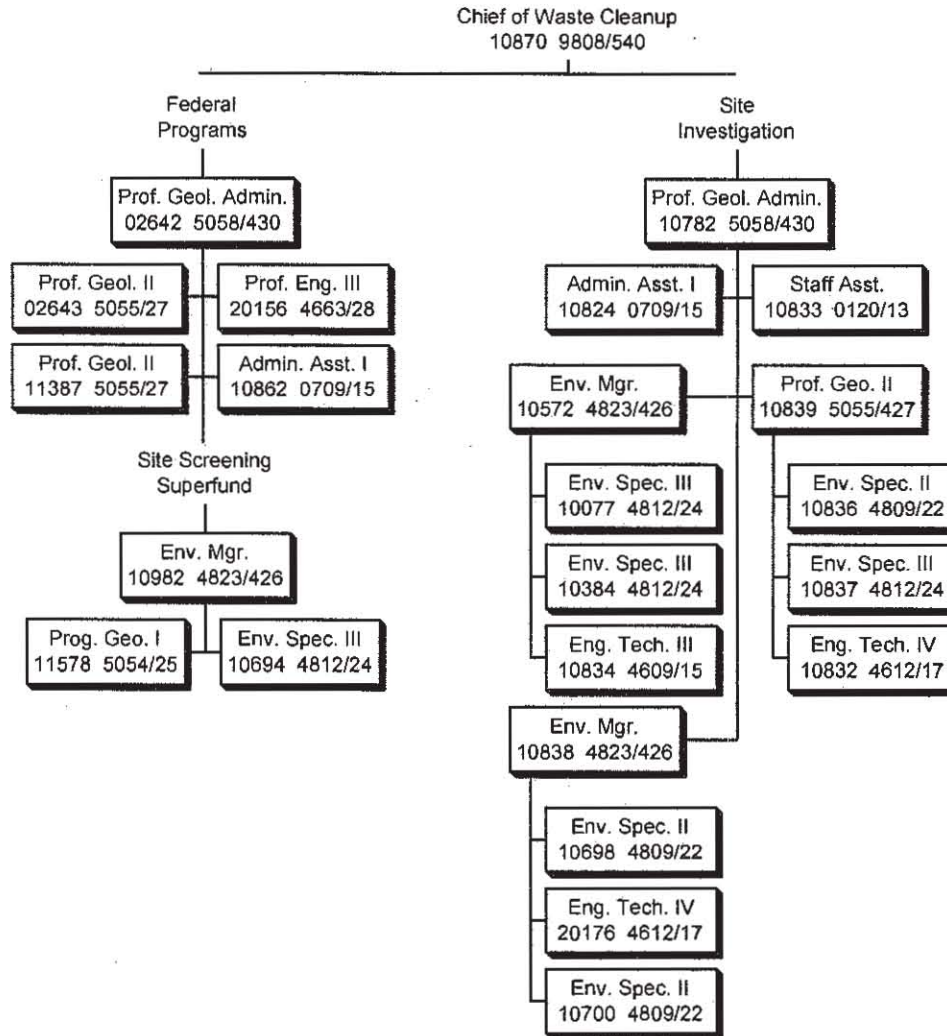 Chief of Waste Cleanup
10870 9808/540
Federal
Programs
Prof. Geol. Admin.
02642 5058/430
Prof. Geol. II
02643 5055/27
Prof. Eng. III
20156 4663/28
Prof. Geol. II
11387 5055/27
Admin. Asst. I
10862 0709/15
Site Screening
Superfund
Env. Mgr.
10982 4823/426
Prog. Geo. I
11578 5054/25
Env. Spec. III
10694 4812/24
Site
Investigation
Prof. Geol. Admin.
10782 5058/430
Admin. Asst. I
10824 0709/15
Staff Asst.
10833 0120/13
Env. Mgr.
10572 4823/426
Prof. Geo. II
10839 5055/427
Env. Spec. III
10077 4812/24
Env. Spec. III
10384 4812/24
Eng. Tech. III
10834 4609/15
Env. Spec. II
10836 4809/22
Env. Spec. III
10837 4812/24
Eng. Tech. IV
10832 4612/17
Env. Mgr.
10838 4823/426
Env. Spec. II
10698 4809/22
Eng. Tech. IV
20176 4612/17
Env. Spec. II
10700 4809/22